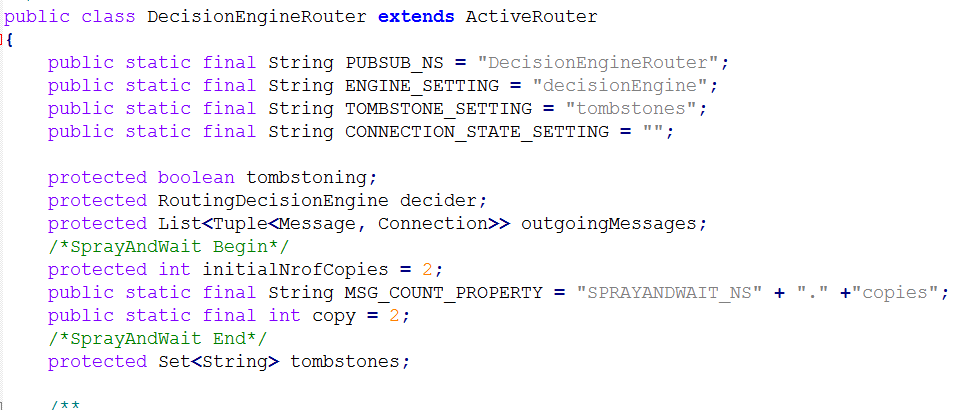 public class DecisionEngineRouter extends ActiveRouter
{
public static final String PUBSUB_NS = "DecisionEngineRouter";
public static final String ENGINE_SETTING = "decisionEngine";
public static final String TOMBSTONE_SETTING = "tombstones";
public static final String CONNECTION_STATE_SETTING = "";
protected boolean tombstoning;
protected RoutingDecisionEngine decider;
protected List<Tuple<Message, Connection>> outgoingMessages;
/*SprayAndWait Begin*/
protected int initialNrofCopies = 2;
public static final String MSG_COUNT_PROPERTY = "SPRAYANDWAIT_NS" + "." +"copies";
public static final int copy = 2;
/*SprayAndWait End*/
protected Set<String> tombstones;
/**